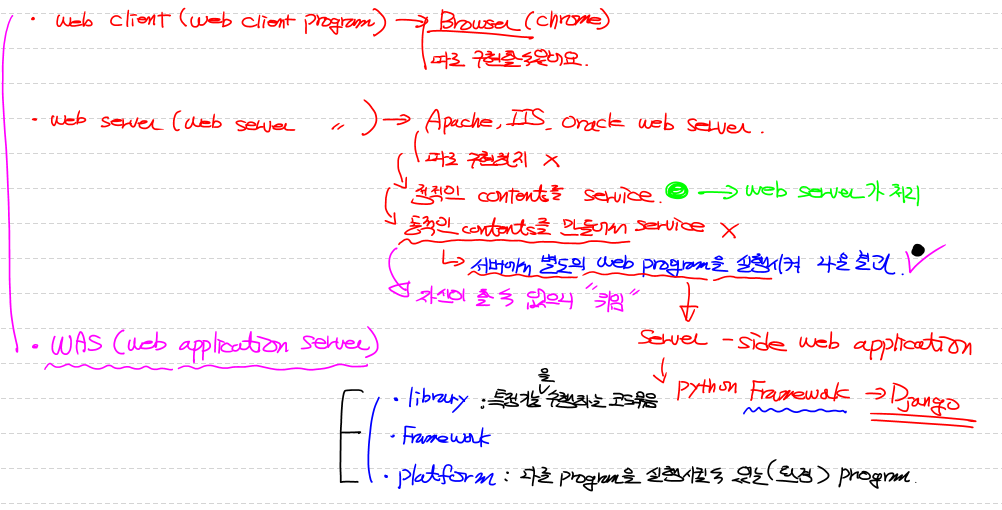 · web client (web client program) → Browser (chrome)
따로 구현할 수 있어요.
· web server (web server 〃 ) → Apache, IIS, oracle web server.
따로 구현하지 X
정적인 contents를 service. → web server가 처리
동적인 contents를 만들어서 service X
↳ 서버에서 별도의 web program을 실행시켜 나온 결과.
자신이 할 수 없으니 "위임"
· WAS (web application server)
server - side web application
python Framework → Django
· library : 특정기능을 수행하는 코드묶음
· Framework
· platform : 다른 program을 실행시킬 수 있는 (환경) program.